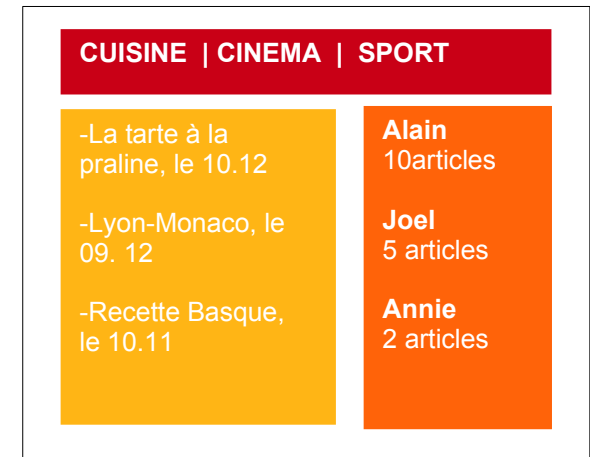 CUISINE | CINEMA | SPORT
-La tarte à la
praline, le 10.12
-Lyon-Monaco, le
09. 12
-Recette Basque,
le 10.11
Alain
10articles
Joel
5 articles
Annie
2 articles